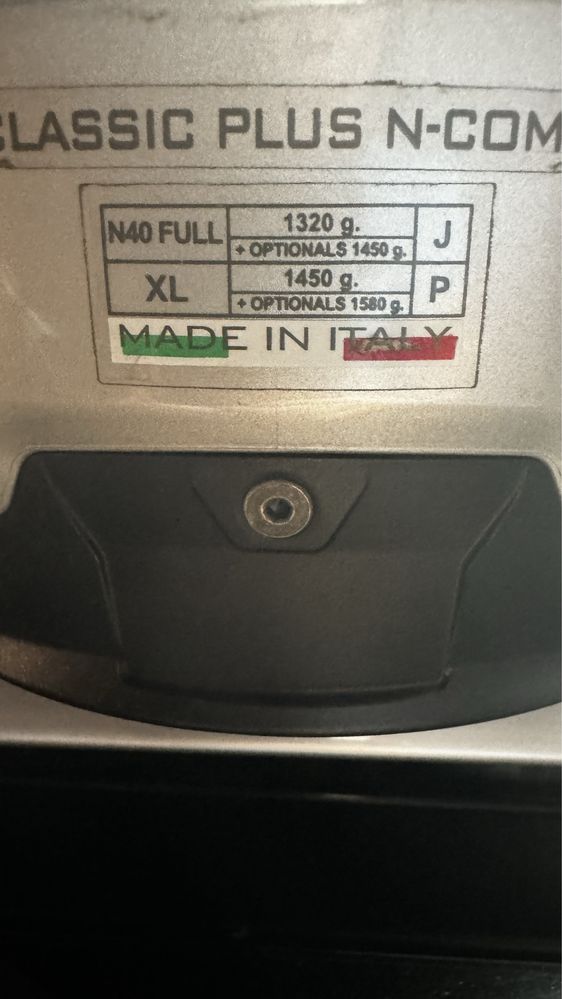 CLASSIC PLUS N-COM
N40 FULL
1320 g.
+ OPTIONALS 1450 g.
J
XL
1450 g.
+ OPTIONALS 1580 g.
P
MADE IN ITALY